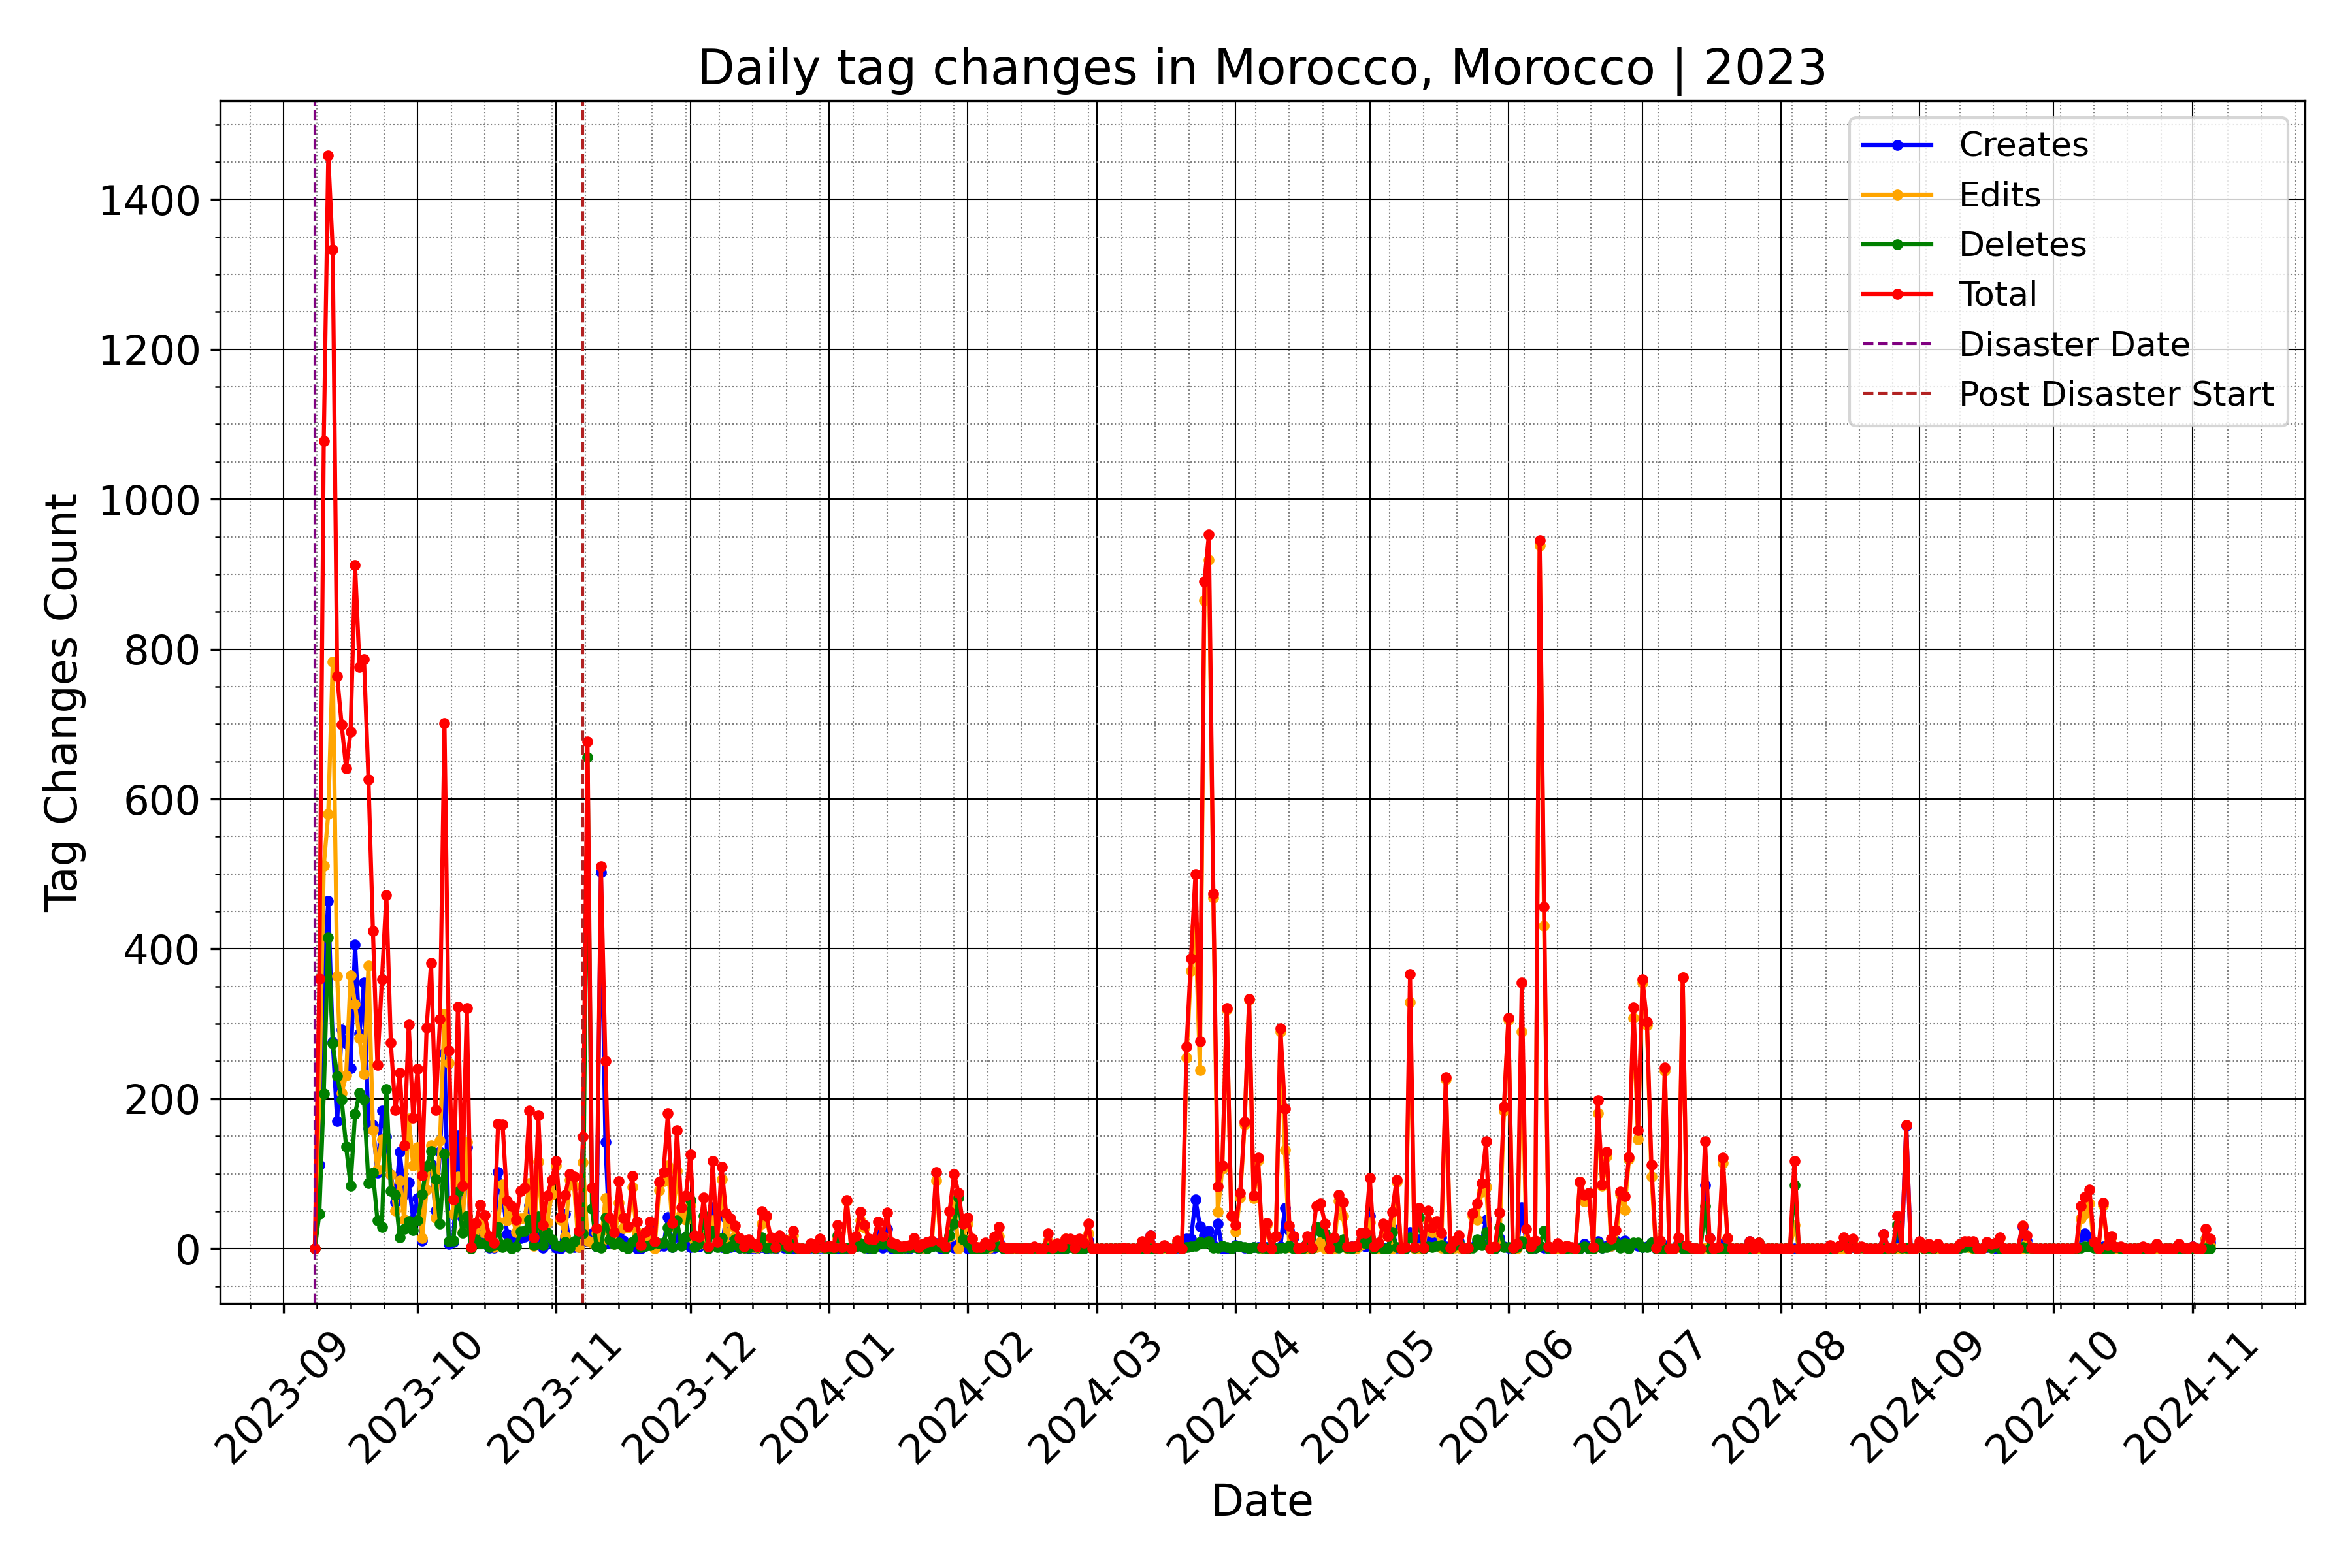 Daily tag changes in Morocco, Morocco | 2023
Tag Changes Count
1400
1200
1000
800
600
400
200
0
Creates
Edits
Deletes
Total
Disaster Date
Post Disaster Start
2023-09
2023-10
2023-11
2023-12
2024-01
2024-02
2024-03
2024-04
2024-05
2024-06
2024-07
2024-08
2024-09
2024-10
2024-11
Date